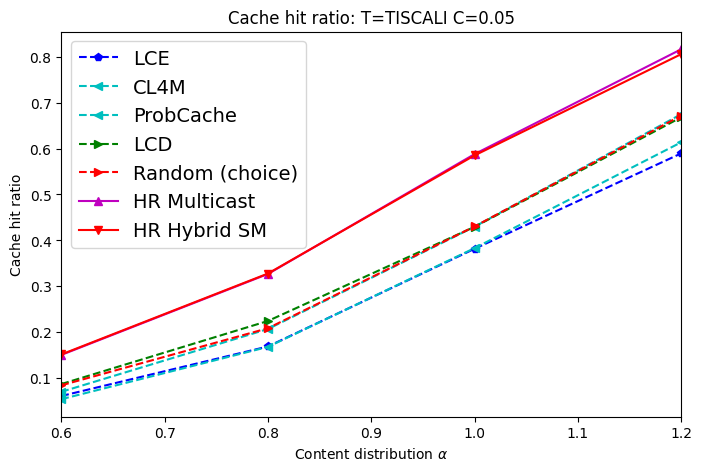 Cache hit ratio: T=TISCALI C=0.05
Cache hit ratio
0.8
0.7
0.6
0.5
0.4
0.3
0.2
0.1
LCE
CL4M
ProbCache
LCD
Random (choice)
HR Multicast
HR Hybrid SM
0.6 0.7 0.8 0.9 1.0 1.1 1.2
Content distribution α